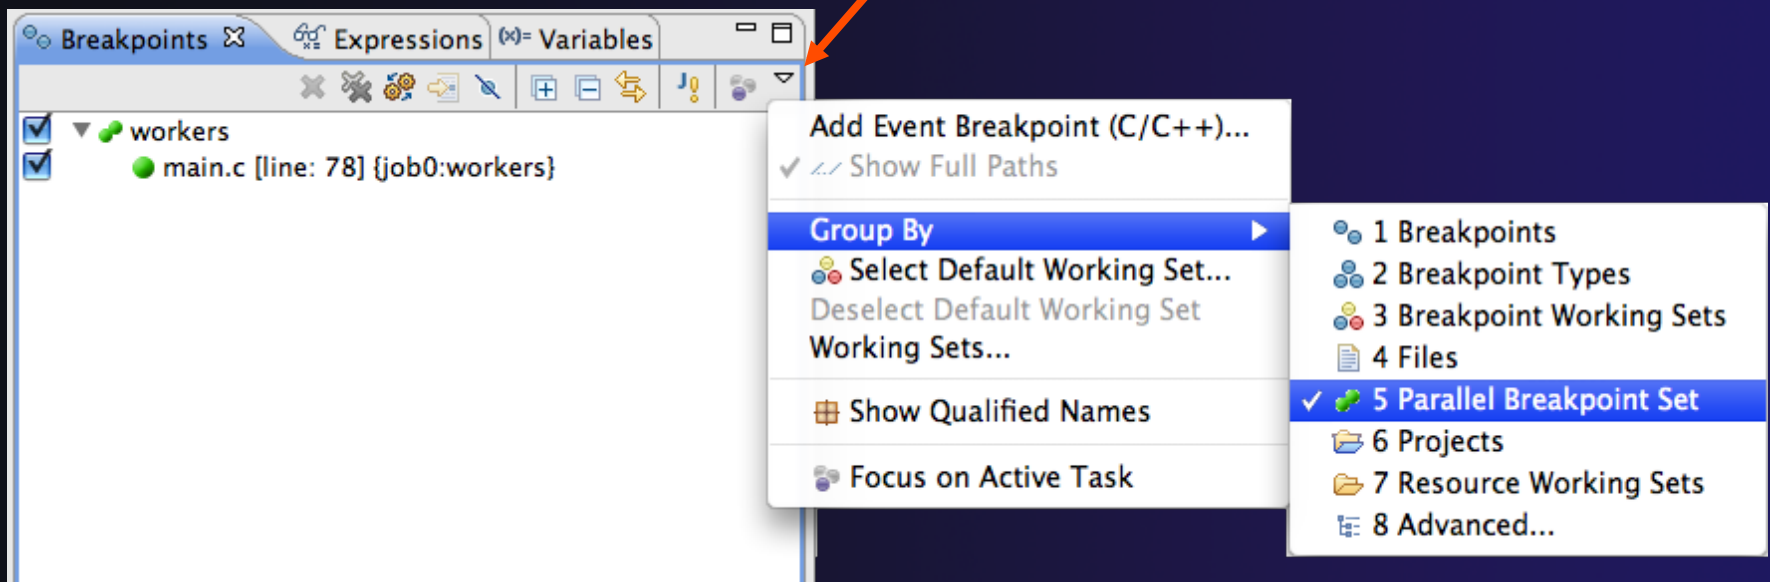 Breakpoints Expressions (x)= Variables
workers
main.c [line: 78] {job0:workers}
Add Event Breakpoint (C/C++)...
Show Full Paths
Group By
Select Default Working Set...
Deselect Default Working Set
Working Sets...
Show Qualified Names
Focus on Active Task
1 Breakpoints
2 Breakpoint Types
3 Breakpoint Working Sets
4 Files
5 Parallel Breakpoint Set
6 Projects
7 Resource Working Sets
8 Advanced...